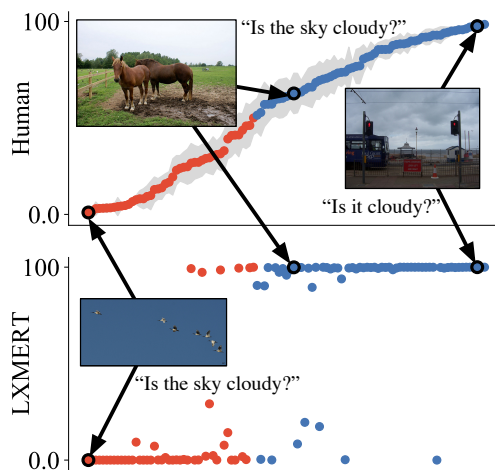 100
“Is the sky cloudy?”
Human
“Is it cloudy?”
0.0
100
LXMERT
“Is the sky cloudy?”
0.0